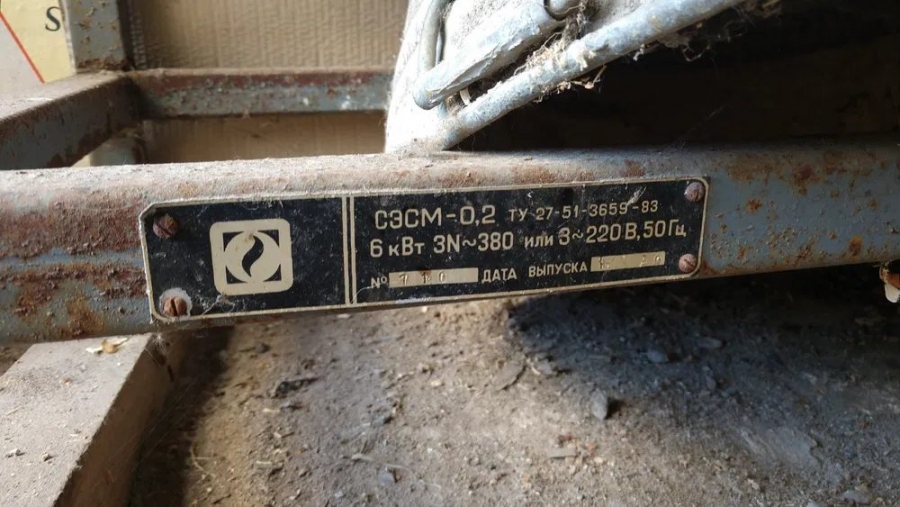 S
СЭСМ-0,2 ТУ 27-51-3659-83
6 кВт 3N~380 или 3~220 В, 50 Гц
№ 110 ДАТА ВЫПУСКА